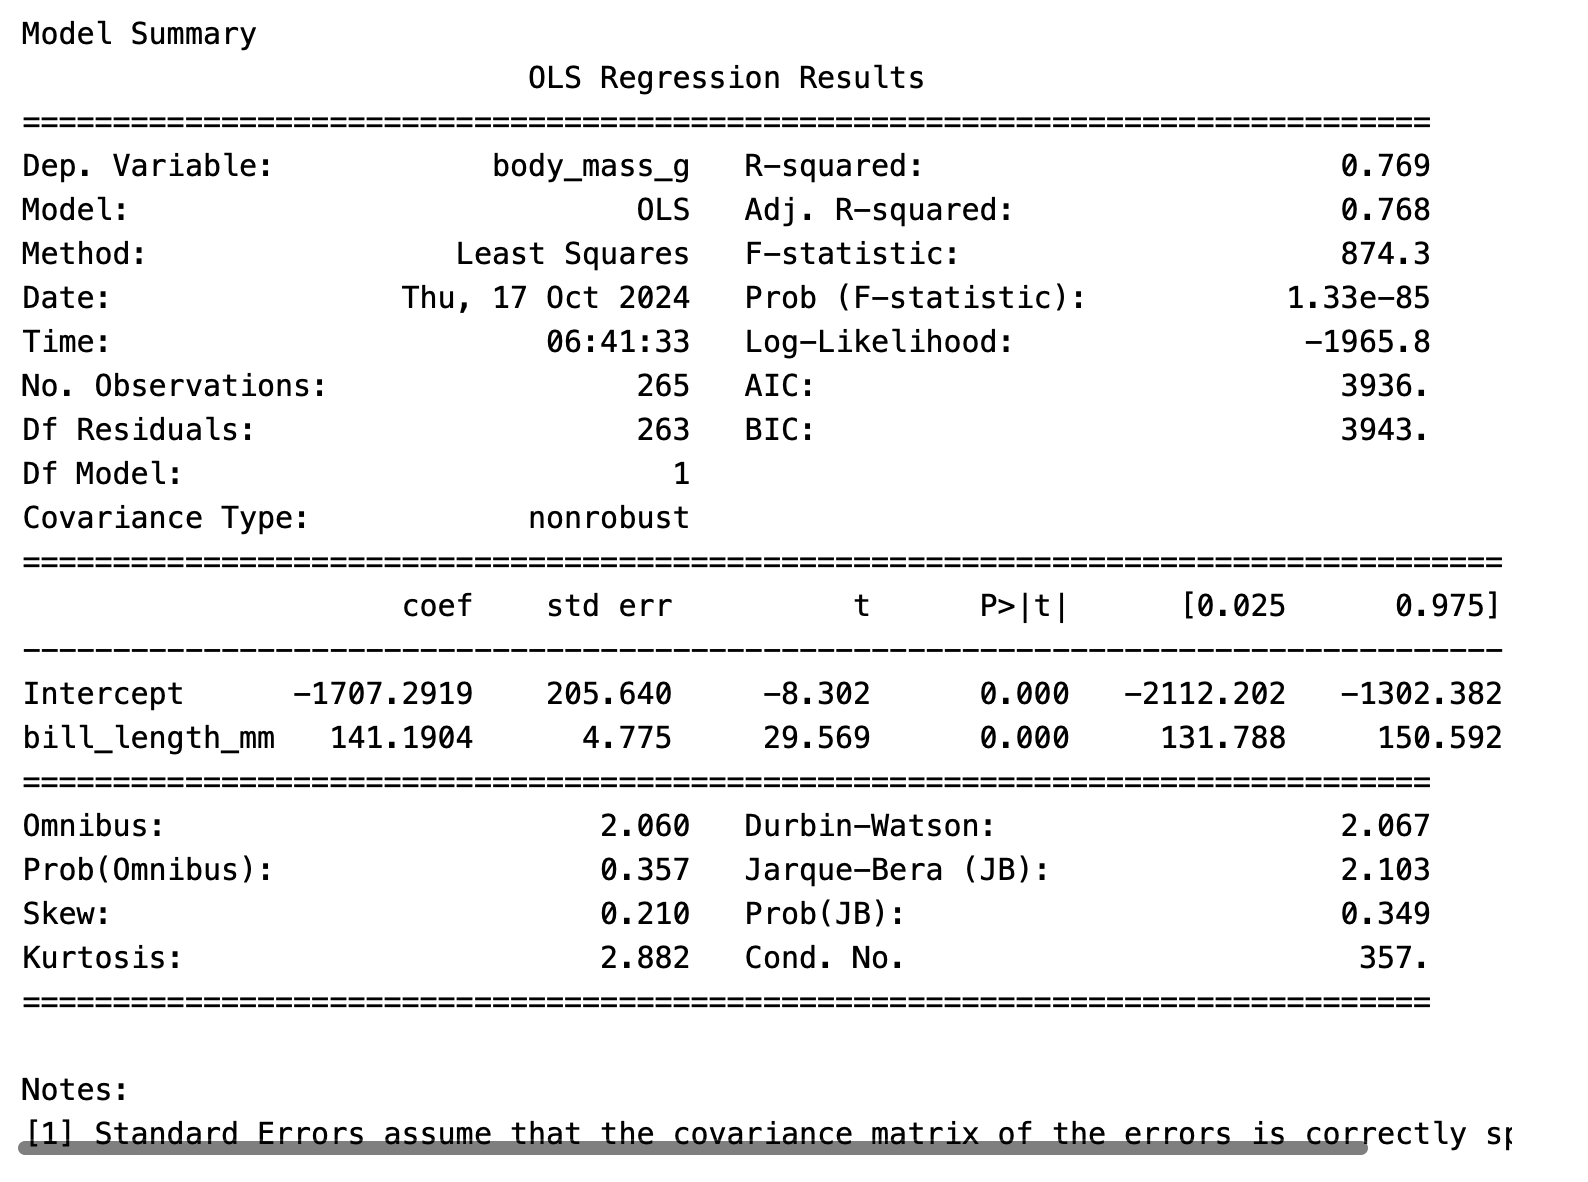 Model Summary
                            OLS Regression Results
==============================================================================
Dep. Variable:            body_mass_g   R-squared:                       0.769
Model:                            OLS   Adj. R-squared:                  0.768
Method:                 Least Squares   F-statistic:                     874.3
Date:                Thu, 17 Oct 2024   Prob (F-statistic):           1.33e-85
Time:                        06:41:33   Log-Likelihood:                -1965.8
No. Observations:                 265   AIC:                             3936.
Df Residuals:                     263   BIC:                             3943.
Df Model:                           1
Covariance Type:            nonrobust
==================================================================================
                     coef    std err          t      P>|t|      [0.025      0.975]
----------------------------------------------------------------------------------
Intercept      -1707.2919    205.640     -8.302      0.000   -2112.202   -1302.382
bill_length_mm   141.1904      4.775     29.569      0.000     131.788     150.592
==============================================================================
Omnibus:                        2.060   Durbin-Watson:                   2.067
Prob(Omnibus):                  0.357   Jarque-Bera (JB):                2.103
Skew:                           0.210   Prob(JB):                        0.349
Kurtosis:                       2.882   Cond. No.                         357.
==============================================================================
Notes:
[1] Standard Errors assume that the covariance matrix of the errors is correctly